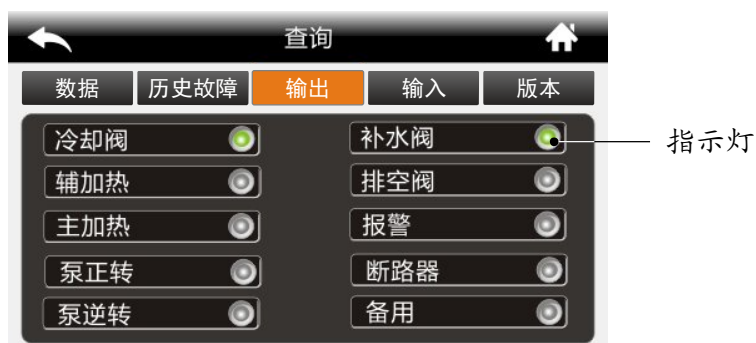 查询
数据 历史故障 输出 输入 版本
冷却阀 补水阀 指示灯
辅加热 排空阀
主加热 报警
泵正转 断路器
泵逆转 备用